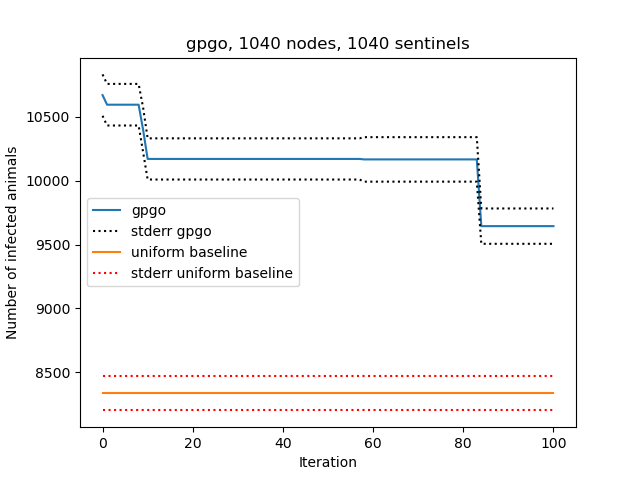 gpgo, 1040 nodes, 1040 sentinels
Number of infected animals
10500
10000
9500
9000
8500
gpgo
stderr gpgo
uniform baseline
stderr uniform baseline
0 20 40 60 80 100
Iteration